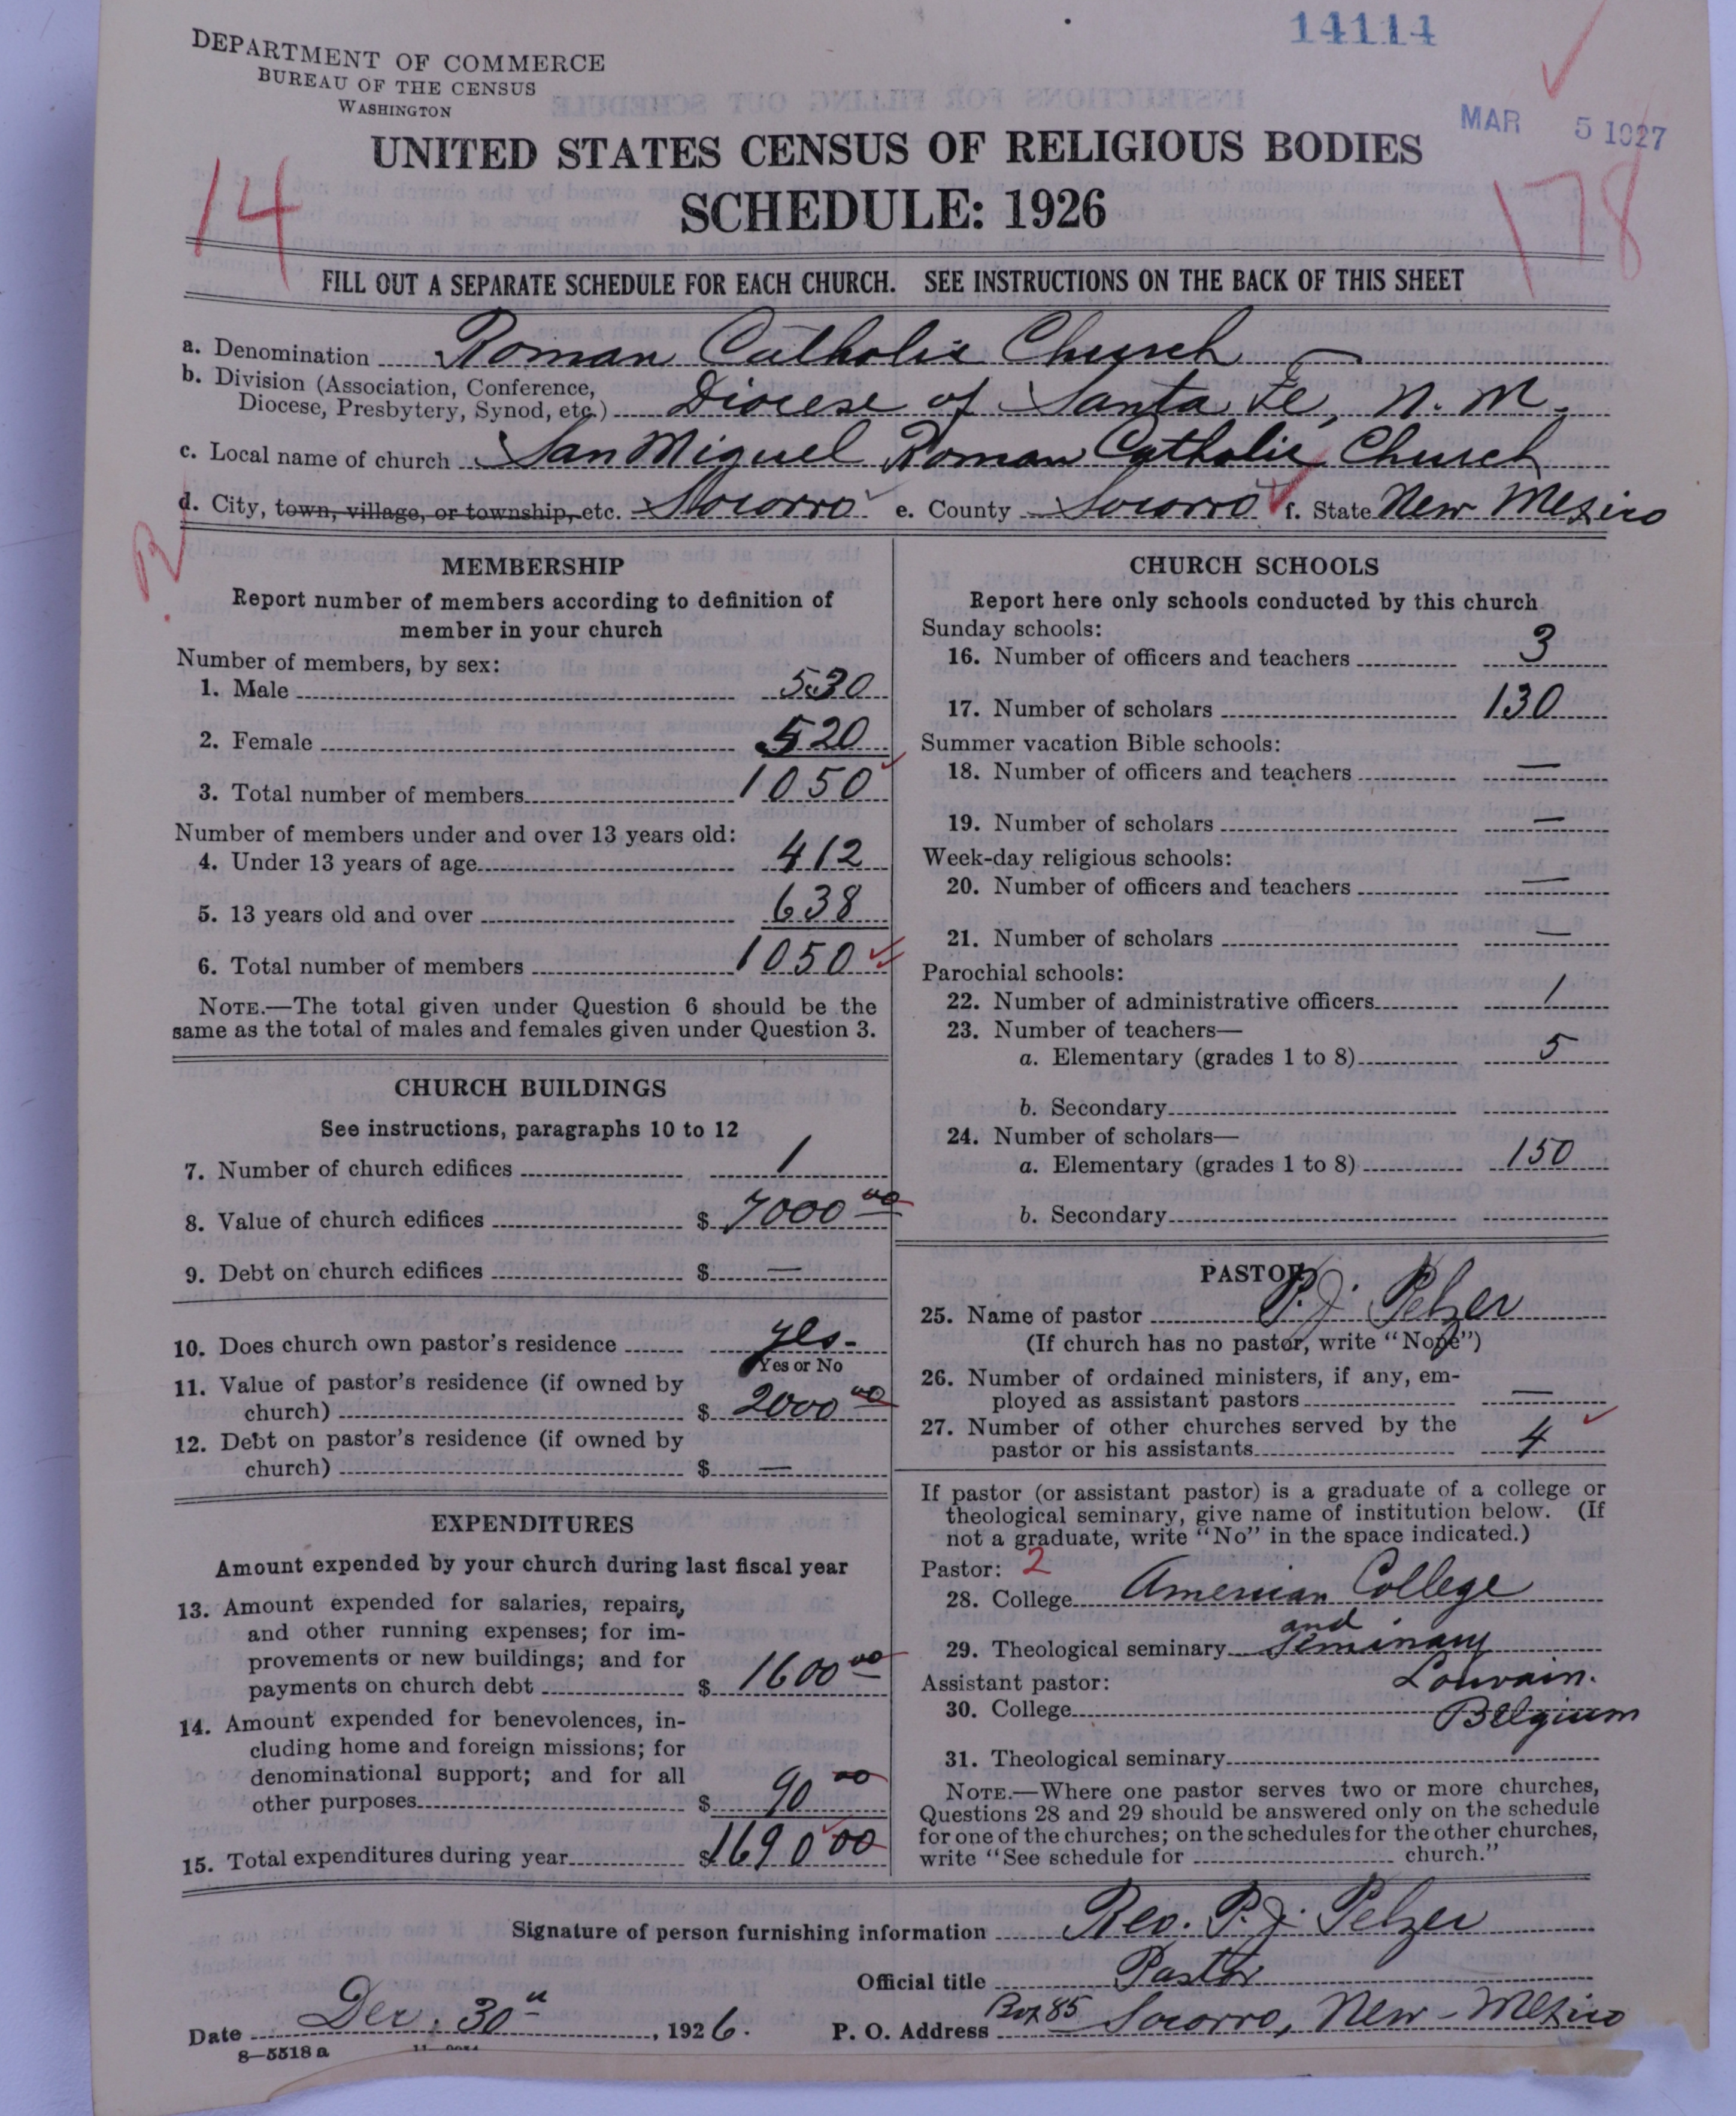 14114
DEPARTMENT OF COMMERCE
BUREAU OF THE CENSUS
WASHINGTON
MAR 5 1927
UNITED STATES CENSUS OF RELIGIOUS BODIES
SCHEDULE: 1926
14
178
FILL OUT A SEPARATE SCHEDULE FOR EACH CHURCH. SEE INSTRUCTIONS ON THE BACK OF THIS SHEET
a. Denomination Roman Catholic Church
b. Division (Association, Conference,
Diocese, Presbytery, Synod, etc.) Diocese of Santa Fe, N. M.
c. Local name of church San Miguel Roman Catholic Church
d. City, town, village, or township, etc. Socorro e. County Socorro f. State New Mexico
MEMBERSHIP
Report number of members according to definition of
member in your church
Number of members, by sex:
1. Male 530
2. Female 520
3. Total number of members 1050
Number of members under and over 13 years old:
4. Under 13 years of age 412
5. 13 years old and over 638
6. Total number of members 1050
NOTE.—The total given under Question 6 should be the
same as the total of males and females given under Question 3.
CHURCH BUILDINGS
See instructions, paragraphs 10 to 12
7. Number of church edifices 1
8. Value of church edifices $ 7000 00
9. Debt on church edifices $ —
10. Does church own pastor's residence yes-
Yes or No
11. Value of pastor's residence (if owned by
church) $ 2000 00
12. Debt on pastor's residence (if owned by
church) $ —
EXPENDITURES
Amount expended by your church during last fiscal year
13. Amount expended for salaries, repairs,
and other running expenses; for im-
provements or new buildings; and for
payments on church debt $ 1600 00
14. Amount expended for benevolences, in-
cluding home and foreign missions; for
denominational support; and for all
other purposes $ 90 00
15. Total expenditures during year $ 1690 00
CHURCH SCHOOLS
Report here only schools conducted by this church
Sunday schools:
16. Number of officers and teachers 3
17. Number of scholars 130
Summer vacation Bible schools:
18. Number of officers and teachers —
19. Number of scholars —
Week-day religious schools:
20. Number of officers and teachers —
21. Number of scholars —
Parochial schools:
22. Number of administrative officers 1
23. Number of teachers—
a. Elementary (grades 1 to 8) 5
b. Secondary
24. Number of scholars—
a. Elementary (grades 1 to 8) 150
b. Secondary
PASTOR
25. Name of pastor P. J. Pelzer
(If church has no pastor, write "None")
26. Number of ordained ministers, if any, em-
ployed as assistant pastors —
27. Number of other churches served by the
pastor or his assistants 4
If pastor (or assistant pastor) is a graduate of a college or
theological seminary, give name of institution below. (If
not a graduate, write "No" in the space indicated.)
Pastor: 2
28. College American College
and
29. Theological seminary Seminary
Assistant pastor: Louvain.
30. College Belgium
31. Theological seminary
NOTE.—Where one pastor serves two or more churches,
Questions 28 and 29 should be answered only on the schedule
for one of the churches; on the schedules for the other churches,
write "See schedule for church."
Signature of person furnishing information Rev. P. J. Pelzer
Official title Pastor
Date Dec. 30", 1926. P. O. Address Box 85 Socorro, New-Mexico
8—5518 a